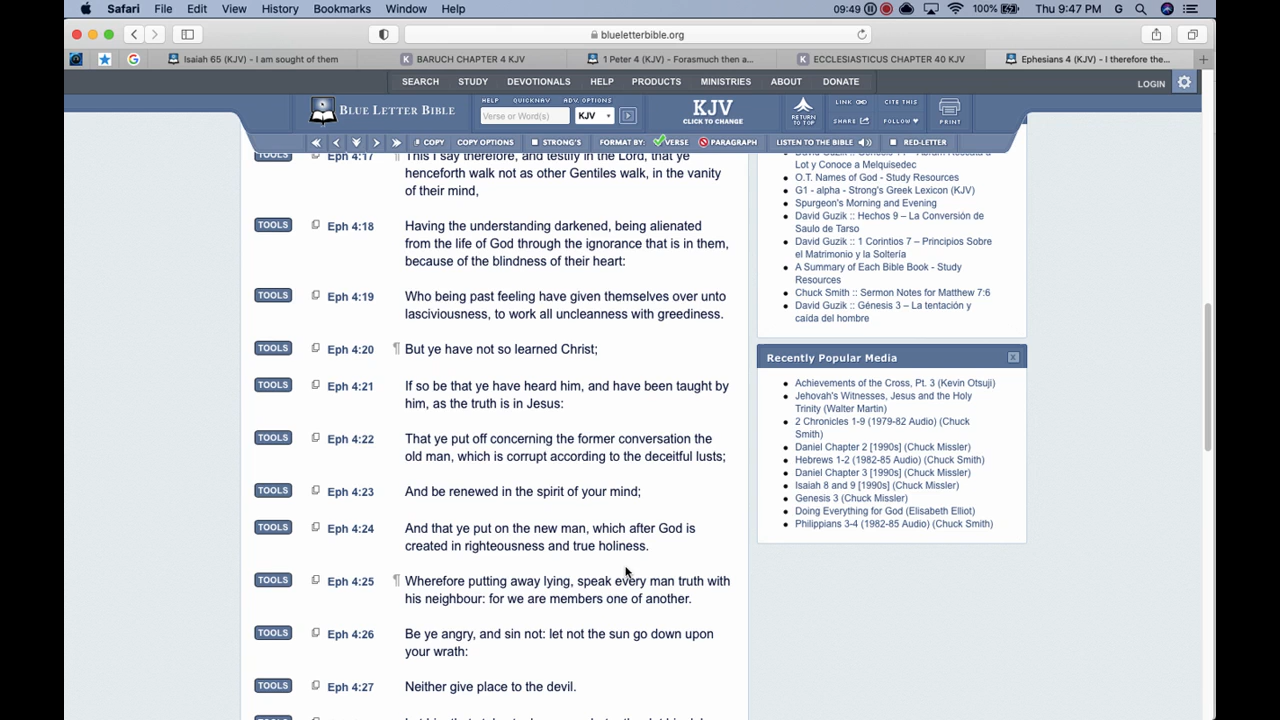 Safari File Edit View History Bookmarks Window Help 09:49 100% Thu 9:47 PM G
blueletterbible.org
Isaiah 65 (KJV) - I am sought of them
BARUCH CHAPTER 4 KJV
1 Peter 4 (KJV) - Forasmuch then a...
ECCLESIASTICUS CHAPTER 40 KJV
Ephesians 4 (KJV) - I therefore the...
SEARCH STUDY DEVOTIONALS HELP PRODUCTS MINISTRIES ABOUT DONATE LOGIN
BLUE LETTER BIBLE
HELP QUICKNAV ADV. OPTIONS
Verse or Word(s) KJV
KJV
CLICK TO CHANGE
RETURN
TO TOP
LINK CITE THIS
SHARE FOLLOW
PRINT
COPY COPY OPTIONS STRONG'S FORMAT BY: VERSE PARAGRAPH LISTEN TO THE BIBLE RED-LETTER
TOOLS Eph 4:17 ¶ This I say therefore, and testify in the Lord, that ye
henceforth walk not as other Gentiles walk, in the vanity
of their mind,
TOOLS Eph 4:18 Having the understanding darkened, being alienated
from the life of God through the ignorance that is in them,
because of the blindness of their heart:
TOOLS Eph 4:19 Who being past feeling have given themselves over unto
lasciviousness, to work all uncleanness with greediness.
TOOLS Eph 4:20 ¶ But ye have not so learned Christ;
TOOLS Eph 4:21 If so be that ye have heard him, and have been taught by
him, as the truth is in Jesus:
TOOLS Eph 4:22 That ye put off concerning the former conversation the
old man, which is corrupt according to the deceitful lusts;
TOOLS Eph 4:23 And be renewed in the spirit of your mind;
TOOLS Eph 4:24 And that ye put on the new man, which after God is
created in righteousness and true holiness.
TOOLS Eph 4:25 ¶ Wherefore putting away lying, speak every man truth with
his neighbour: for we are members one of another.
TOOLS Eph 4:26 Be ye angry, and sin not: let not the sun go down upon
your wrath:
TOOLS Eph 4:27 Neither give place to the devil.
Lot y Conoce a Melquisedec
O.T. Names of God - Study Resources
G1 - alpha - Strong's Greek Lexicon (KJV)
Spurgeon's Morning and Evening
David Guzik :: Hechos 9 – La Conversión de
Saulo de Tarso
David Guzik :: 1 Corintios 7 – Principios Sobre
el Matrimonio y la Soltería
A Summary of Each Bible Book - Study
Resources
Chuck Smith :: Sermon Notes for Matthew 7:6
David Guzik :: Génesis 3 – La tentación y
caída del hombre
Recently Popular Media
Achievements of the Cross, Pt. 3 (Kevin Otsuji)
Jehovah's Witnesses, Jesus and the Holy
Trinity (Walter Martin)
2 Chronicles 1-9 (1979-82 Audio) (Chuck
Smith)
Daniel Chapter 2 [1990s] (Chuck Missler)
Hebrews 1-2 (1982-85 Audio) (Chuck Smith)
Daniel Chapter 3 [1990s] (Chuck Missler)
Isaiah 8 and 9 [1990s] (Chuck Missler)
Genesis 3 (Chuck Missler)
Doing Everything for God (Elisabeth Elliot)
Philippians 3-4 (1982-85 Audio) (Chuck Smith)